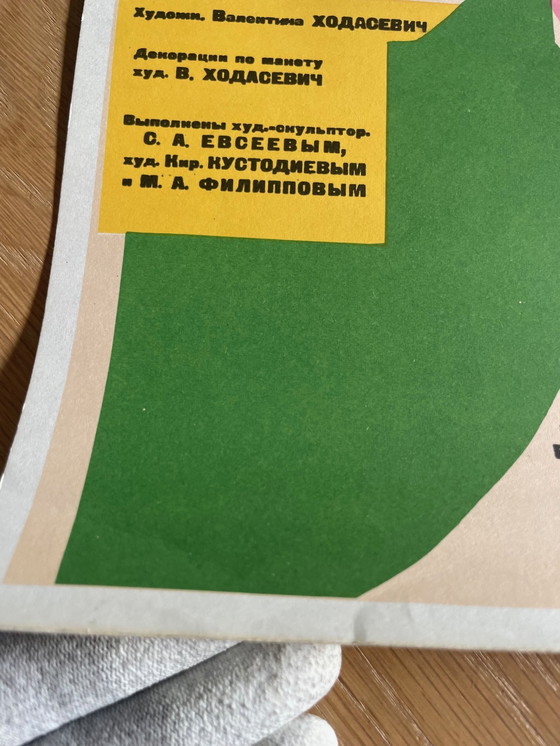 Художн. Валентина ХОДАСЕВИЧ
Декорации по макету
худ. В. ХОДАСЕВИЧ
Выполнены худ.-скульптор.
С. А. ЕВСЕЕВЫМ,
худ. Кир. КУСТОДИЕВЫМ
и М. А. ФИЛИППОВЫМ